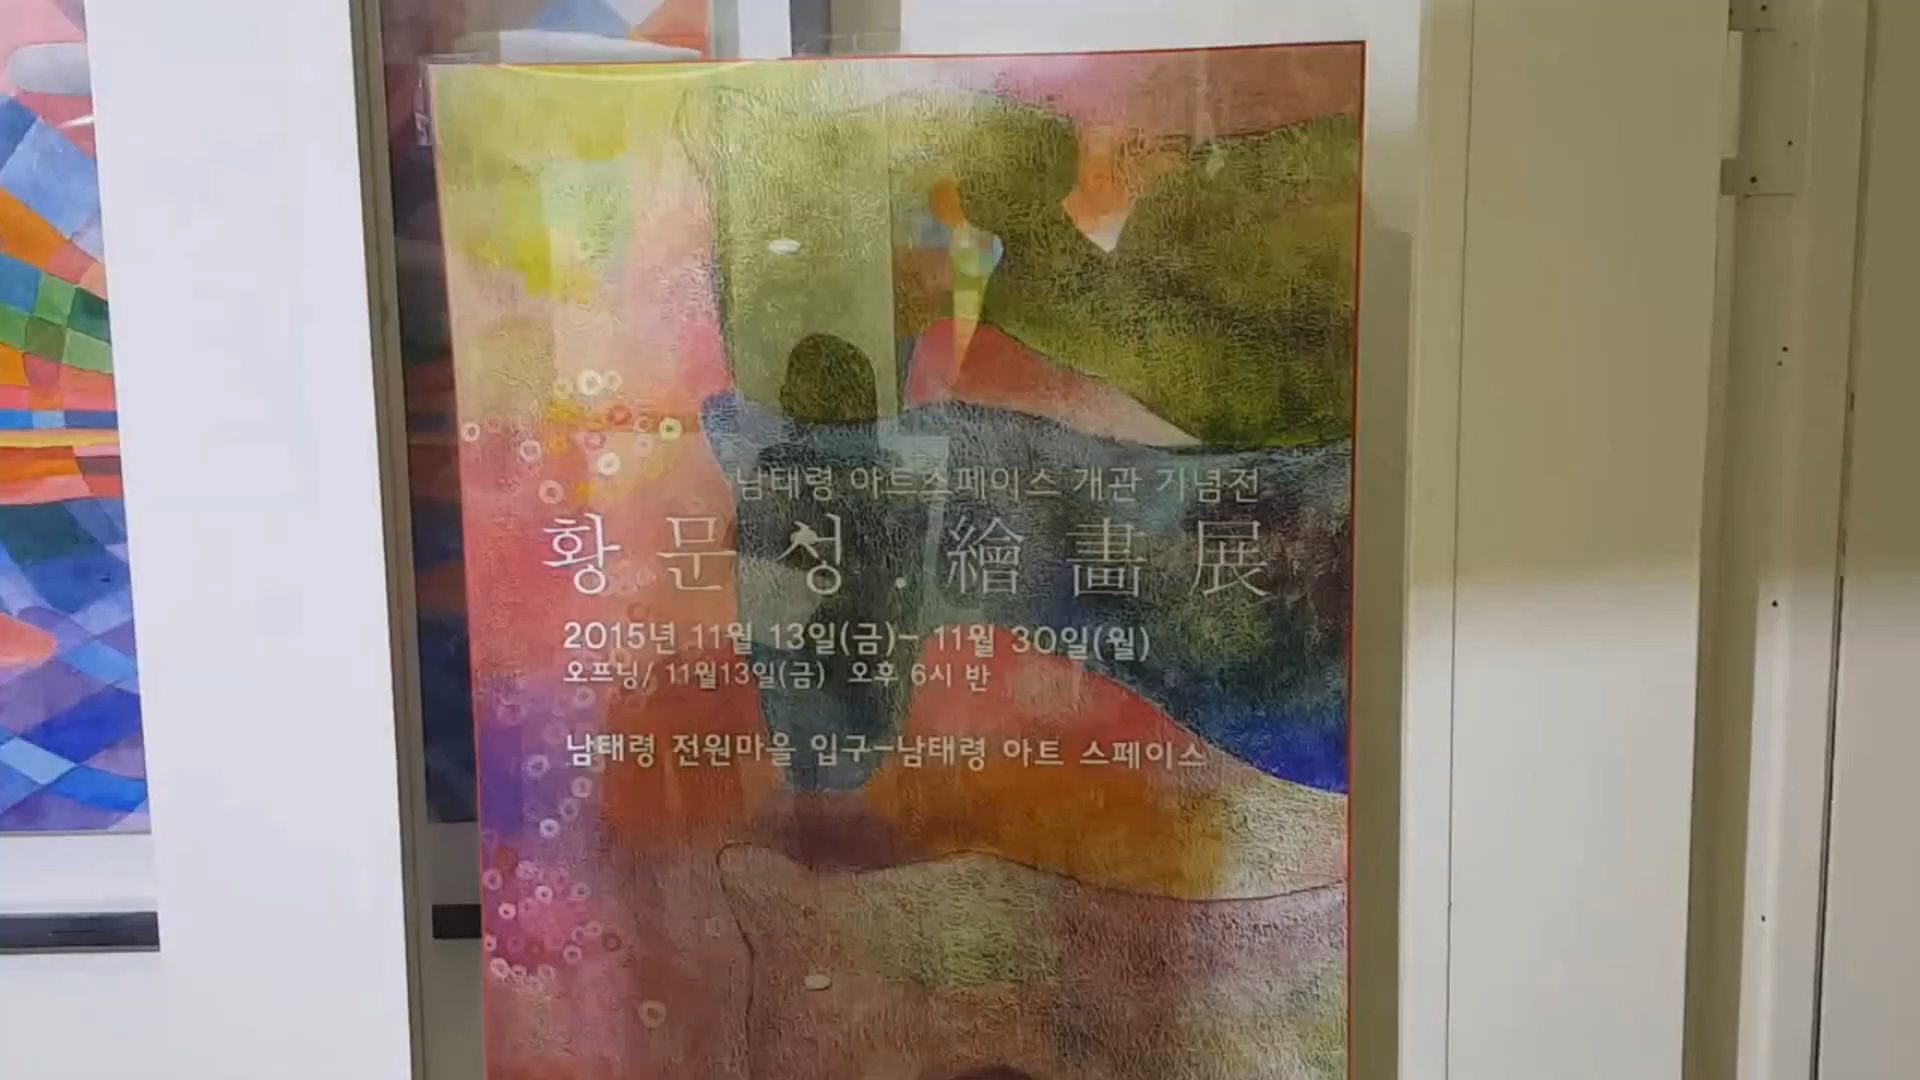 남태령 아트스페이스 개관 기념전
황 문 성 . 繪 畵 展
2015년 11월 13일(금)- 11월 30일(월)
오프닝/ 11월13일(금) 오후 6시 반
남태령 전원마을 입구-남태령 아트 스페이스